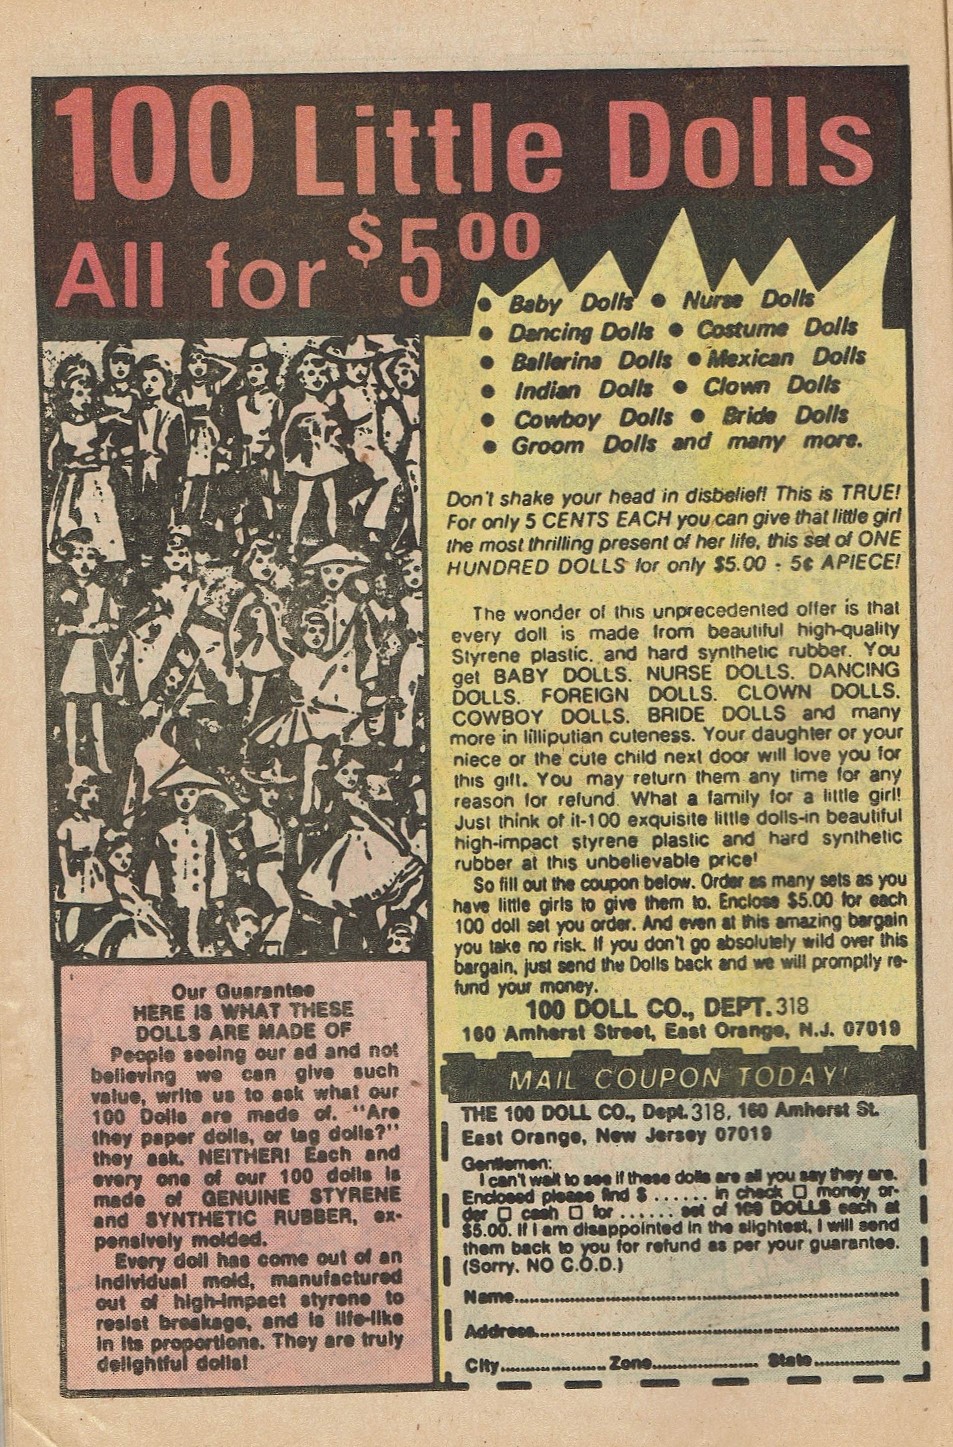 100 Little Dolls
All for $5.00
• Baby Dolls • Nurse Dolls
• Dancing Dolls • Costume Dolls
• Ballerina Dolls • Mexican Dolls
• Indian Dolls • Clown Dolls
• Cowboy Dolls • Bride Dolls
• Groom Dolls and many more.
Don't shake your head in disbelief! This is TRUE!
For only 5 CENTS EACH you can give that little girl
the most thrilling present of her life, this set of ONE
HUNDRED DOLLS for only $5.00 - 5¢ APIECE!
The wonder of this unprecedented offer is that
every doll is made from beautiful high-quality
Styrene plastic. and hard synthetic rubber. You
get BABY DOLLS. NURSE DOLLS. DANCING
DOLLS. FOREIGN DOLLS. CLOWN DOLLS.
COWBOY DOLLS. BRIDE DOLLS and many
more in lilliputian cuteness. Your daughter or your
niece or the cute child next door will love you for
this gift. You may return them any time for any
reason for refund. What a family for a little girl!
Just think of it-100 exquisite little dolls-in beautiful
high-impact styrene plastic and hard synthetic
rubber at this unbelievable price!
So fill out the coupon below. Order as many sets as you
have little girls to give them to. Enclose $5.00 for each
100 doll set you order. And even at this amazing bargain
you take no risk. If you don't go absolutely wild over this
bargain, just send the Dolls back and we will promptly re-
fund your money.
100 DOLL CO., DEPT. 318
160 Amherst Street, East Orange, N.J. 07019
Our Guarantee
HERE IS WHAT THESE
DOLLS ARE MADE OF
People seeing our ad and not
believing we can give such
value, write us to ask what our
100 Dolls are made of. "Are
they paper dolls, or tag dolls?"
they ask. NEITHER! Each and
every one of our 100 dolls is
made of GENUINE STYRENE
and SYNTHETIC RUBBER, ex-
pensively molded.
Every doll has come out of an
individual mold, manufactured
out of high-impact styrene to
resist breakage, and is life-like
in its proportions. They are truly
delightful dolls!
MAIL COUPON TODAY!
THE 100 DOLL CO., Dept. 318, 160 Amherst St.
East Orange, New Jersey 07019
Gentlemen:
I can't wait to see if these dolls are all you say they are.
Enclosed please find $ ...... in check ☐ money or-
der ☐ cash ☐ for ...... set of 100 DOLLS each at
$5.00. If I am disappointed in the slightest, I will send
them back to you for refund as per your guarantee.
(Sorry. NO C.O.D.)
Name..........
Address..........
City.......... Zone.......... State..........